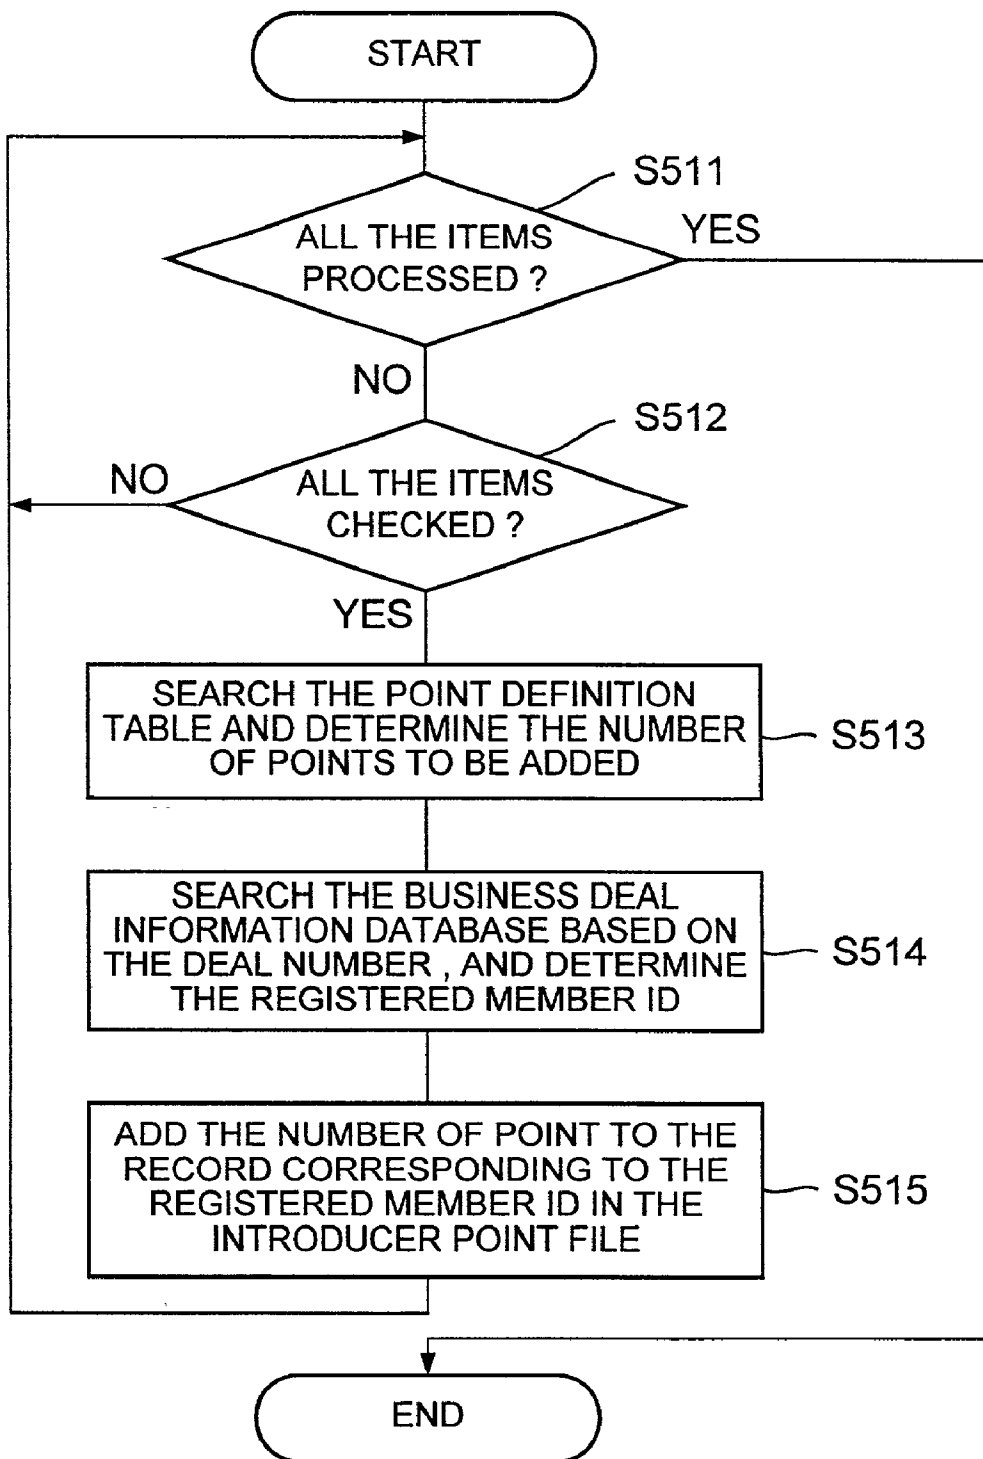 START
S511
ALL THE ITEMS
PROCESSED ?
YES
NO
S512
ALL THE ITEMS
CHECKED ?
NO
YES
SEARCH THE POINT DEFINITION
TABLE AND DETERMINE THE NUMBER
OF POINTS TO BE ADDED
S513
SEARCH THE BUSINESS DEAL
INFORMATION DATABASE BASED ON
THE DEAL NUMBER , AND DETERMINE
THE REGISTERED MEMBER ID
S514
ADD THE NUMBER OF POINT TO THE
RECORD CORRESPONDING TO THE
REGISTERED MEMBER ID IN THE
INTRODUCER POINT FILE
S515
END